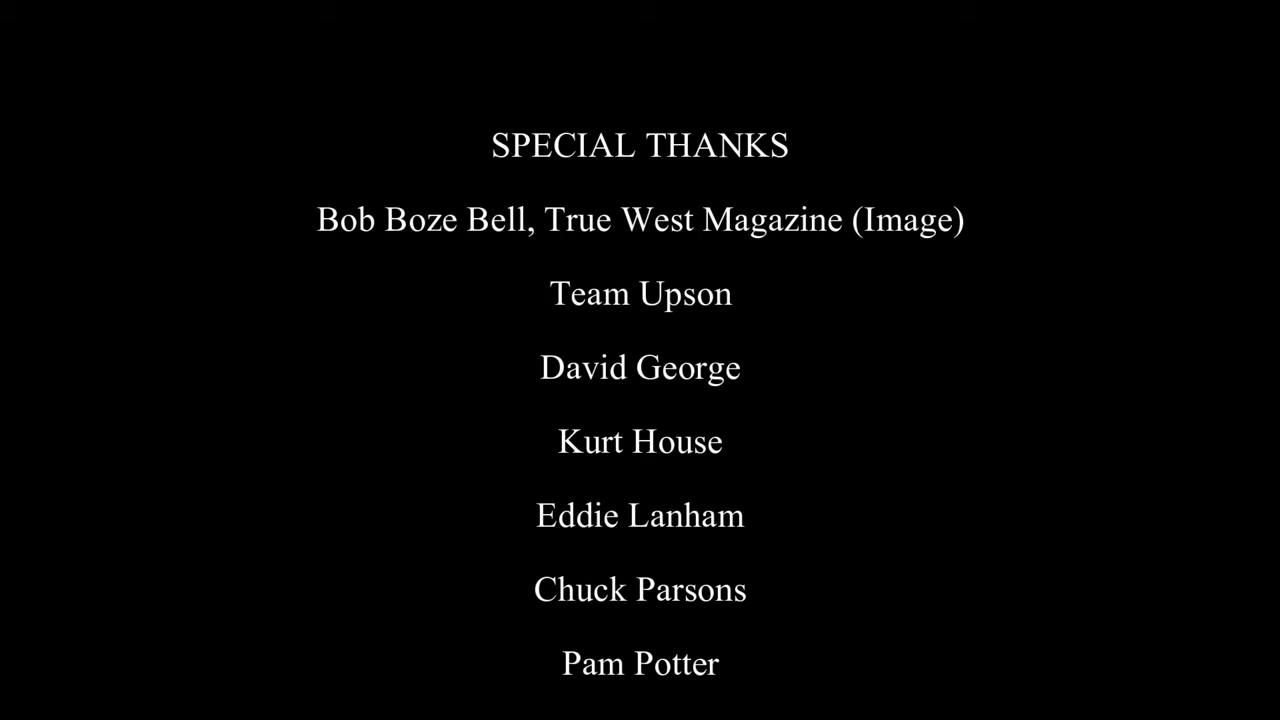 SPECIAL THANKS
Bob Boze Bell, True West Magazine (Image)
Team Upson
David George
Kurt House
Eddie Lanham
Chuck Parsons
Pam Potter